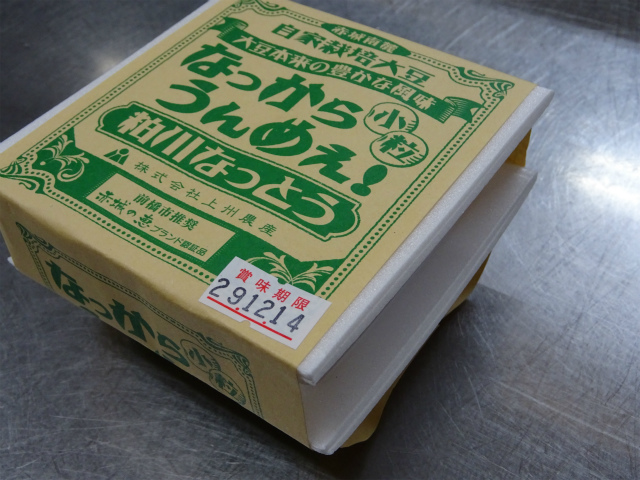 赤城南麓
自家栽培大豆
大豆本来の豊かな風味
なっから
うんめえ!
小粒
粕川なっとう
株式会社上州農産
前橋市推奨
赤城の恵ブランド認証品
賞味期限
29.12.14
なっから小粒